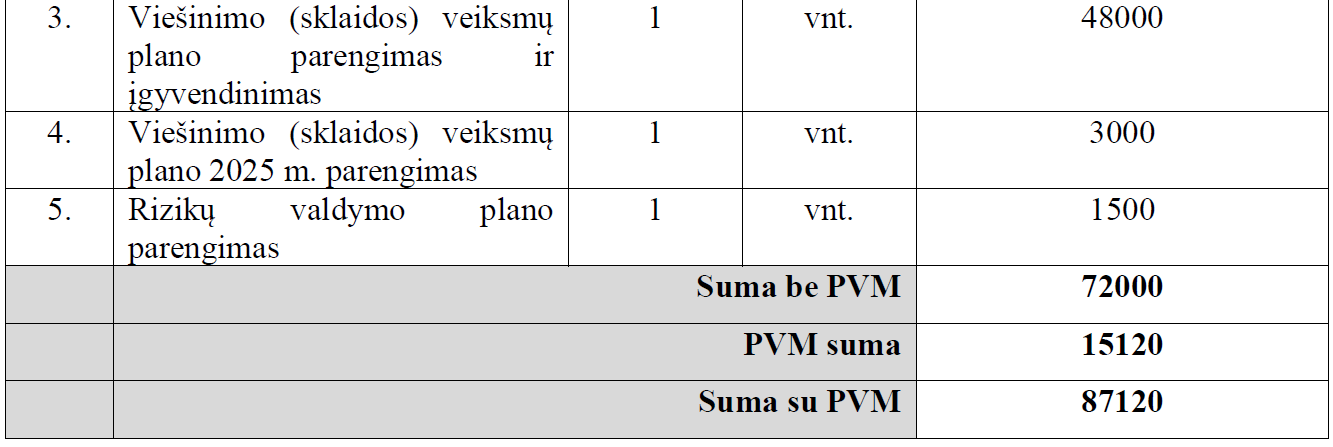 3. Viešinimo (sklaidos) veiksmų 1 vnt. 48000
plano parengimas ir
įgyvendinimas
4. Viešinimo (sklaidos) veiksmų 1 vnt. 3000
plano 2025 m. parengimas
5. Rizikų valdymo plano 1 vnt. 1500
parengimas
Suma be PVM 72000
PVM suma 15120
Suma su PVM 87120